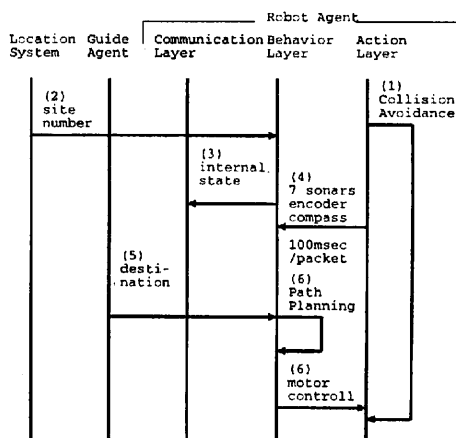 Robot Agent
Location Guide Communication Behavior Action
System Agent Layer Layer Layer
(1)
Collision
Avoidance
(2)
site
number
(3)
internal
state
(4)
7 sonars
encoder
compass
100msec
/packet
(5)
desti-
nation
(6)
Path
Planning
(6)
motor
controll